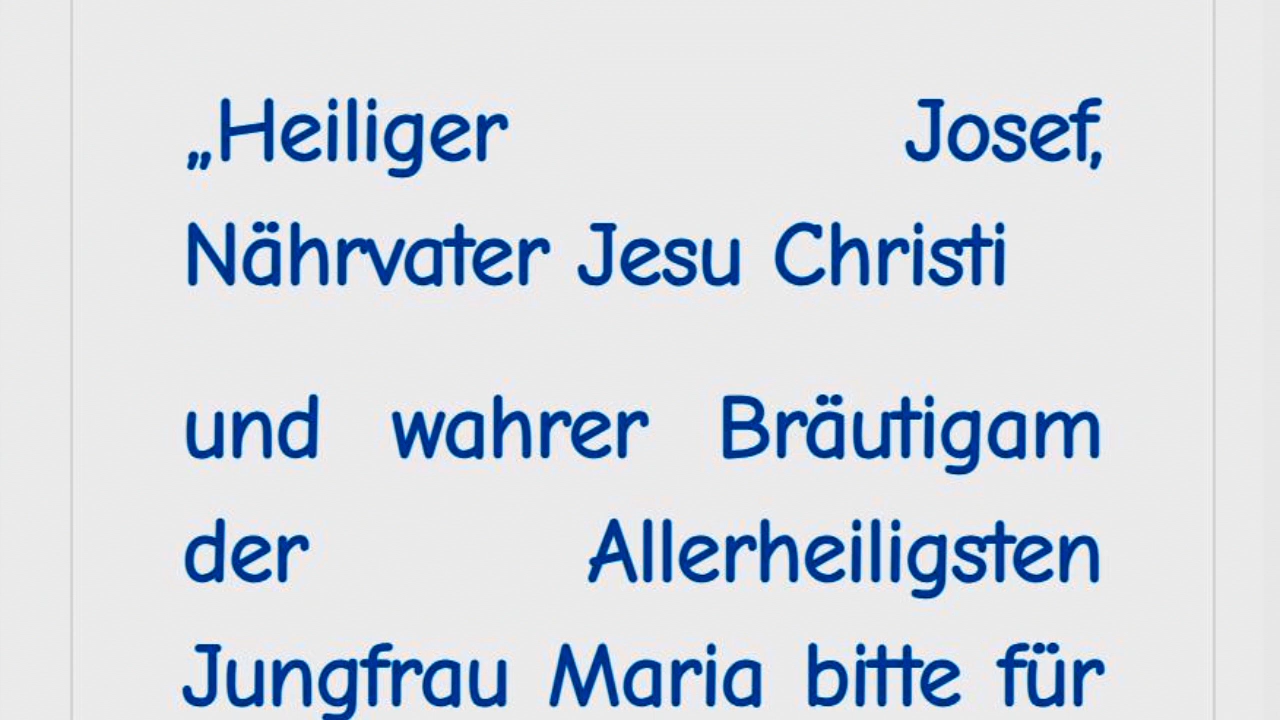 „Heiliger Josef,
Nährvater Jesu Christi
und wahrer Bräutigam
der Allerheiligsten
Jungfrau Maria bitte für